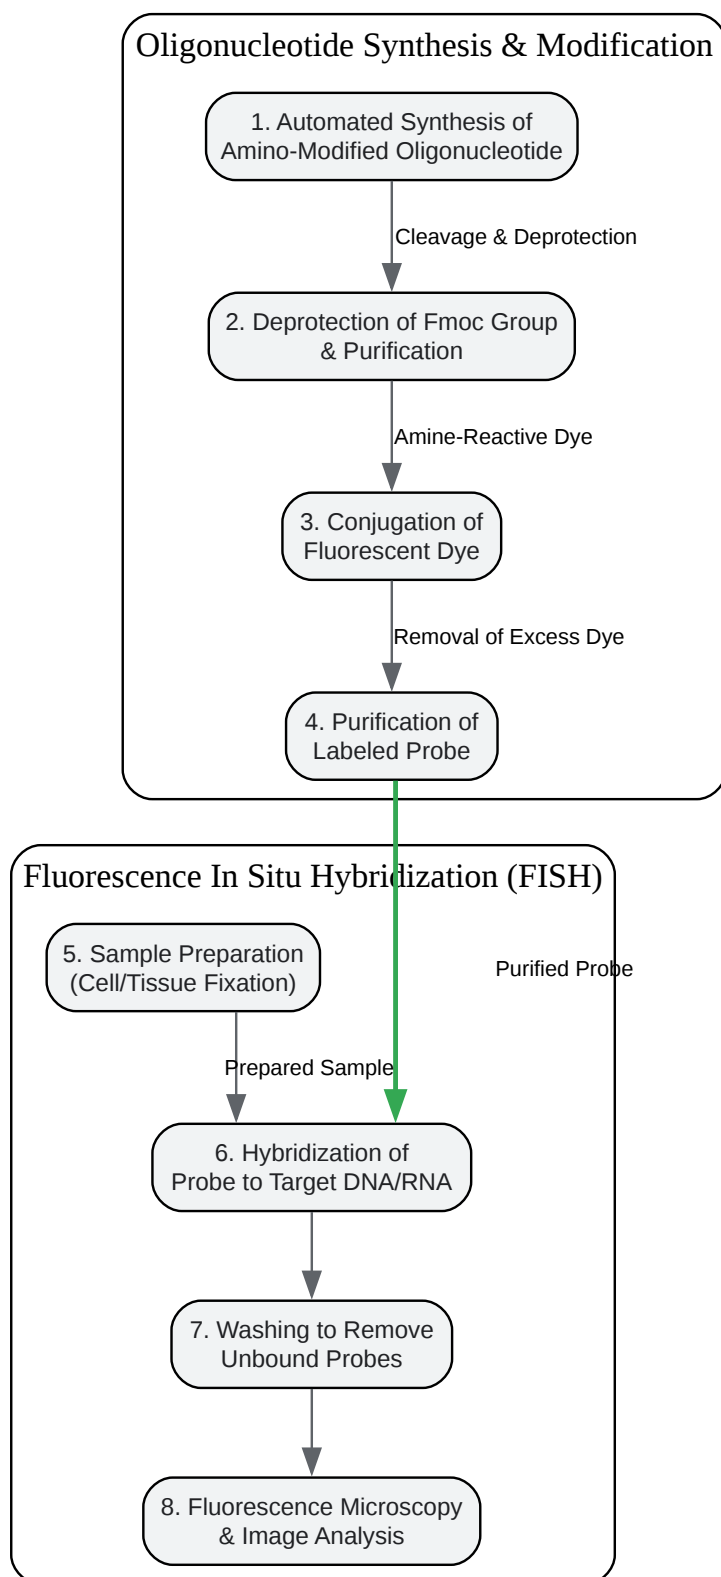 Oligonucleotide Synthesis & Modification
1. Automated Synthesis of
Amino-Modified Oligonucleotide
Cleavage & Deprotection
2. Deprotection of Fmoc Group
& Purification
Amine-Reactive Dye
3. Conjugation of
Fluorescent Dye
Removal of Excess Dye
4. Purification of
Labeled Probe
Fluorescence In Situ Hybridization (FISH)
5. Sample Preparation
(Cell/Tissue Fixation)
Purified Probe
Prepared Sample
6. Hybridization of
Probe to Target DNA/RNA
7. Washing to Remove
Unbound Probes
8. Fluorescence Microscopy
& Image Analysis